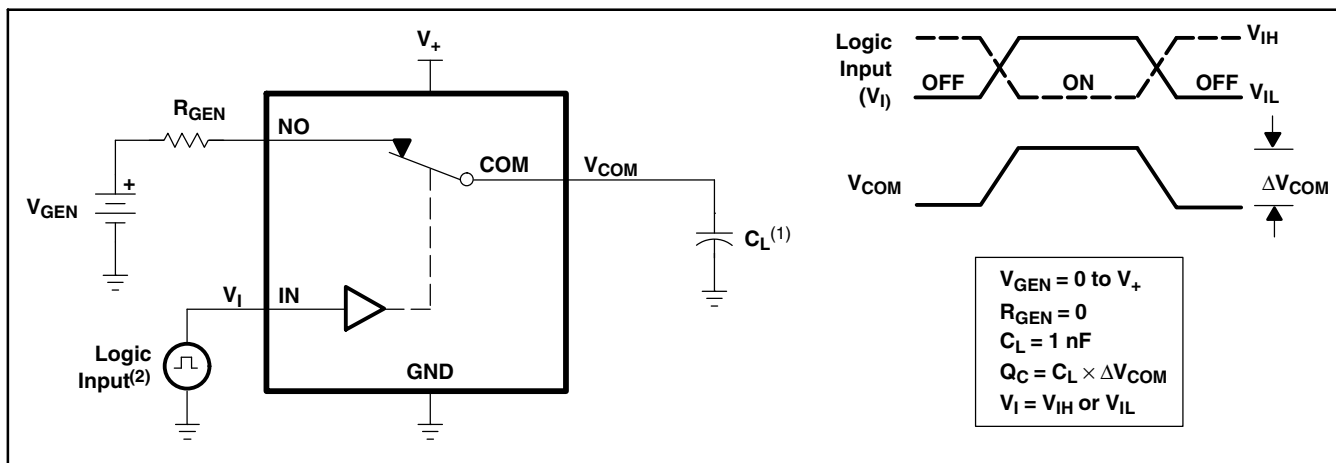 V+
RGEN
NO
COM
VCOM
VGEN
+
CL(1)
VI
IN
Logic
Input(2)
GND
Logic
Input
(VI)
OFF
ON
OFF
VIH
VIL
VCOM
ΔVCOM
VGEN = 0 to V+
RGEN = 0
CL = 1 nF
QC = CL × ΔVCOM
VI = VIH or VIL